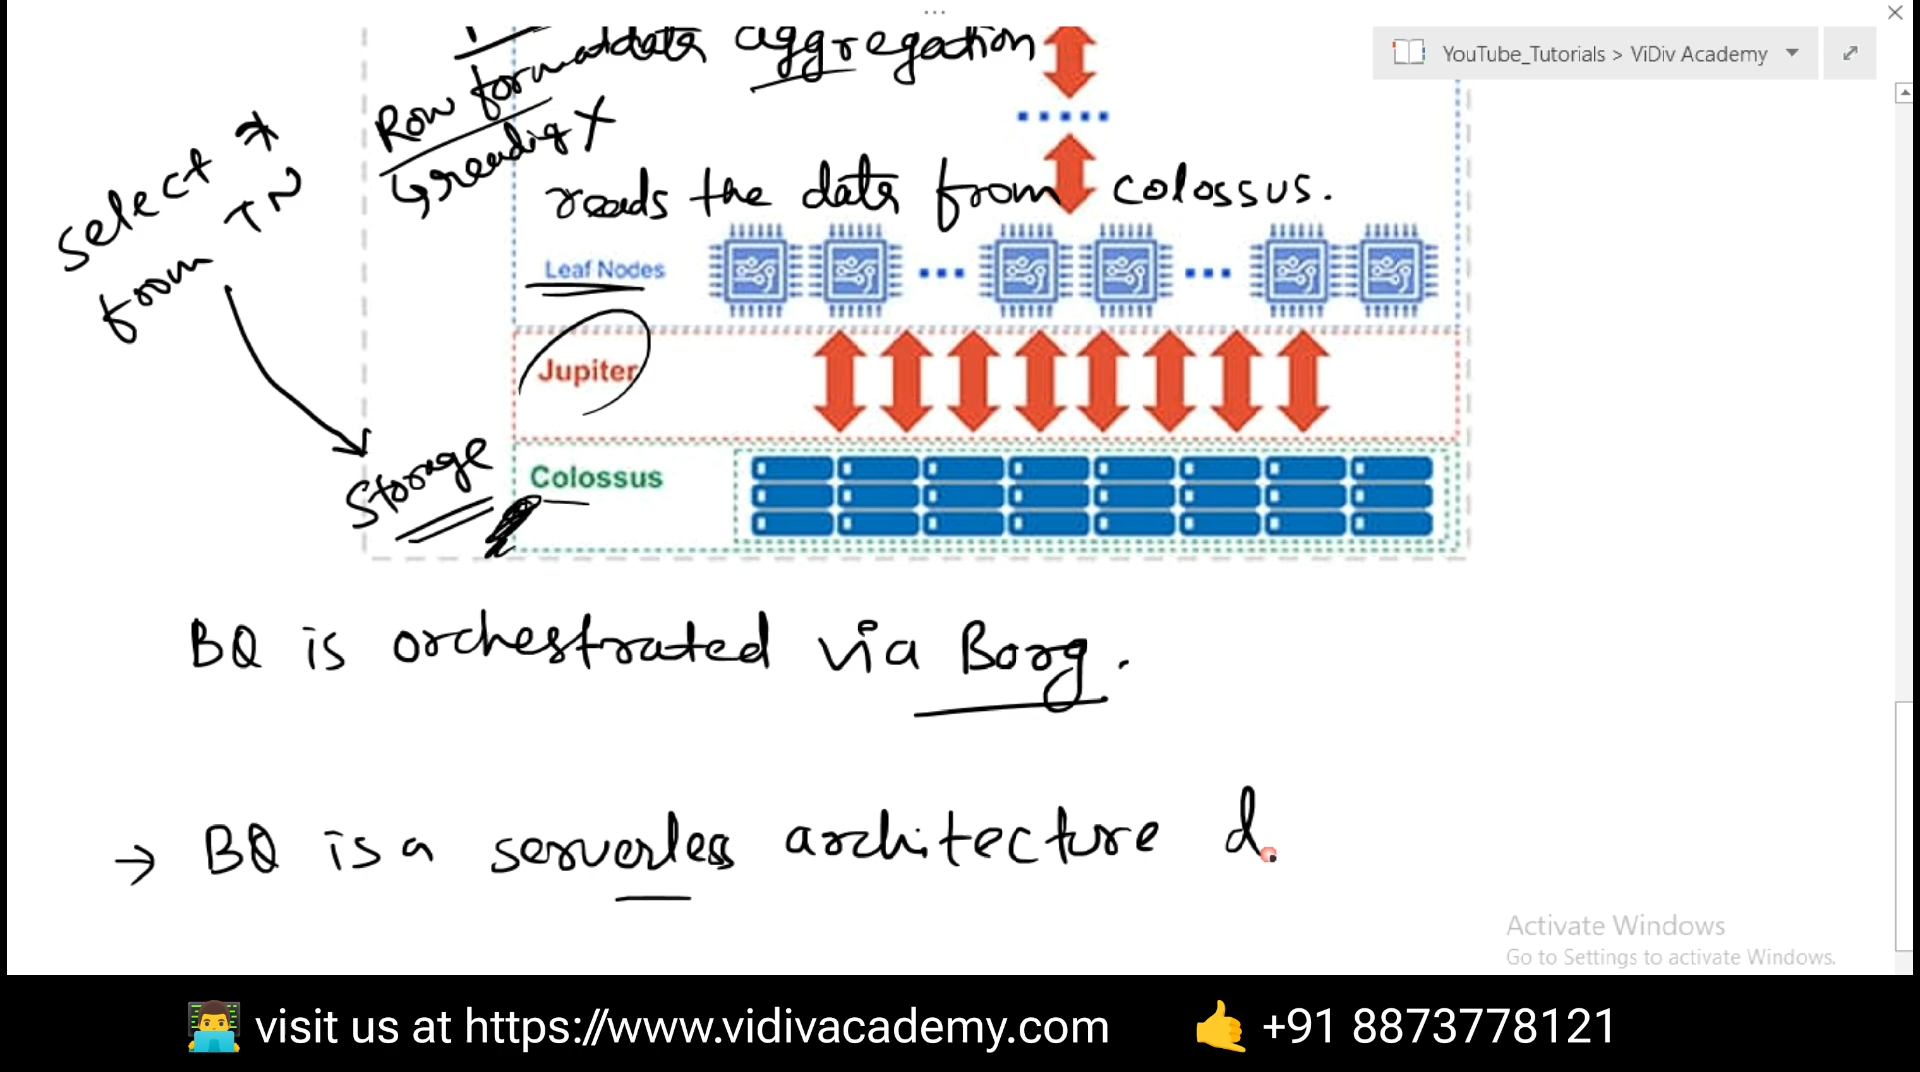 YouTube_Tutorials > ViDiv Academy
data aggregation
Row format
↳ reading X
select *
from TN
reads the data from colossus.
Leaf Nodes
Jupiter
Storage
Colossus
BQ is orchestrated via Borg.
→ BQ is a serverless architecture d
Activate Windows
Go to Settings to activate Windows.
visit us at https://www.vidivacademy.com
+91 8873778121